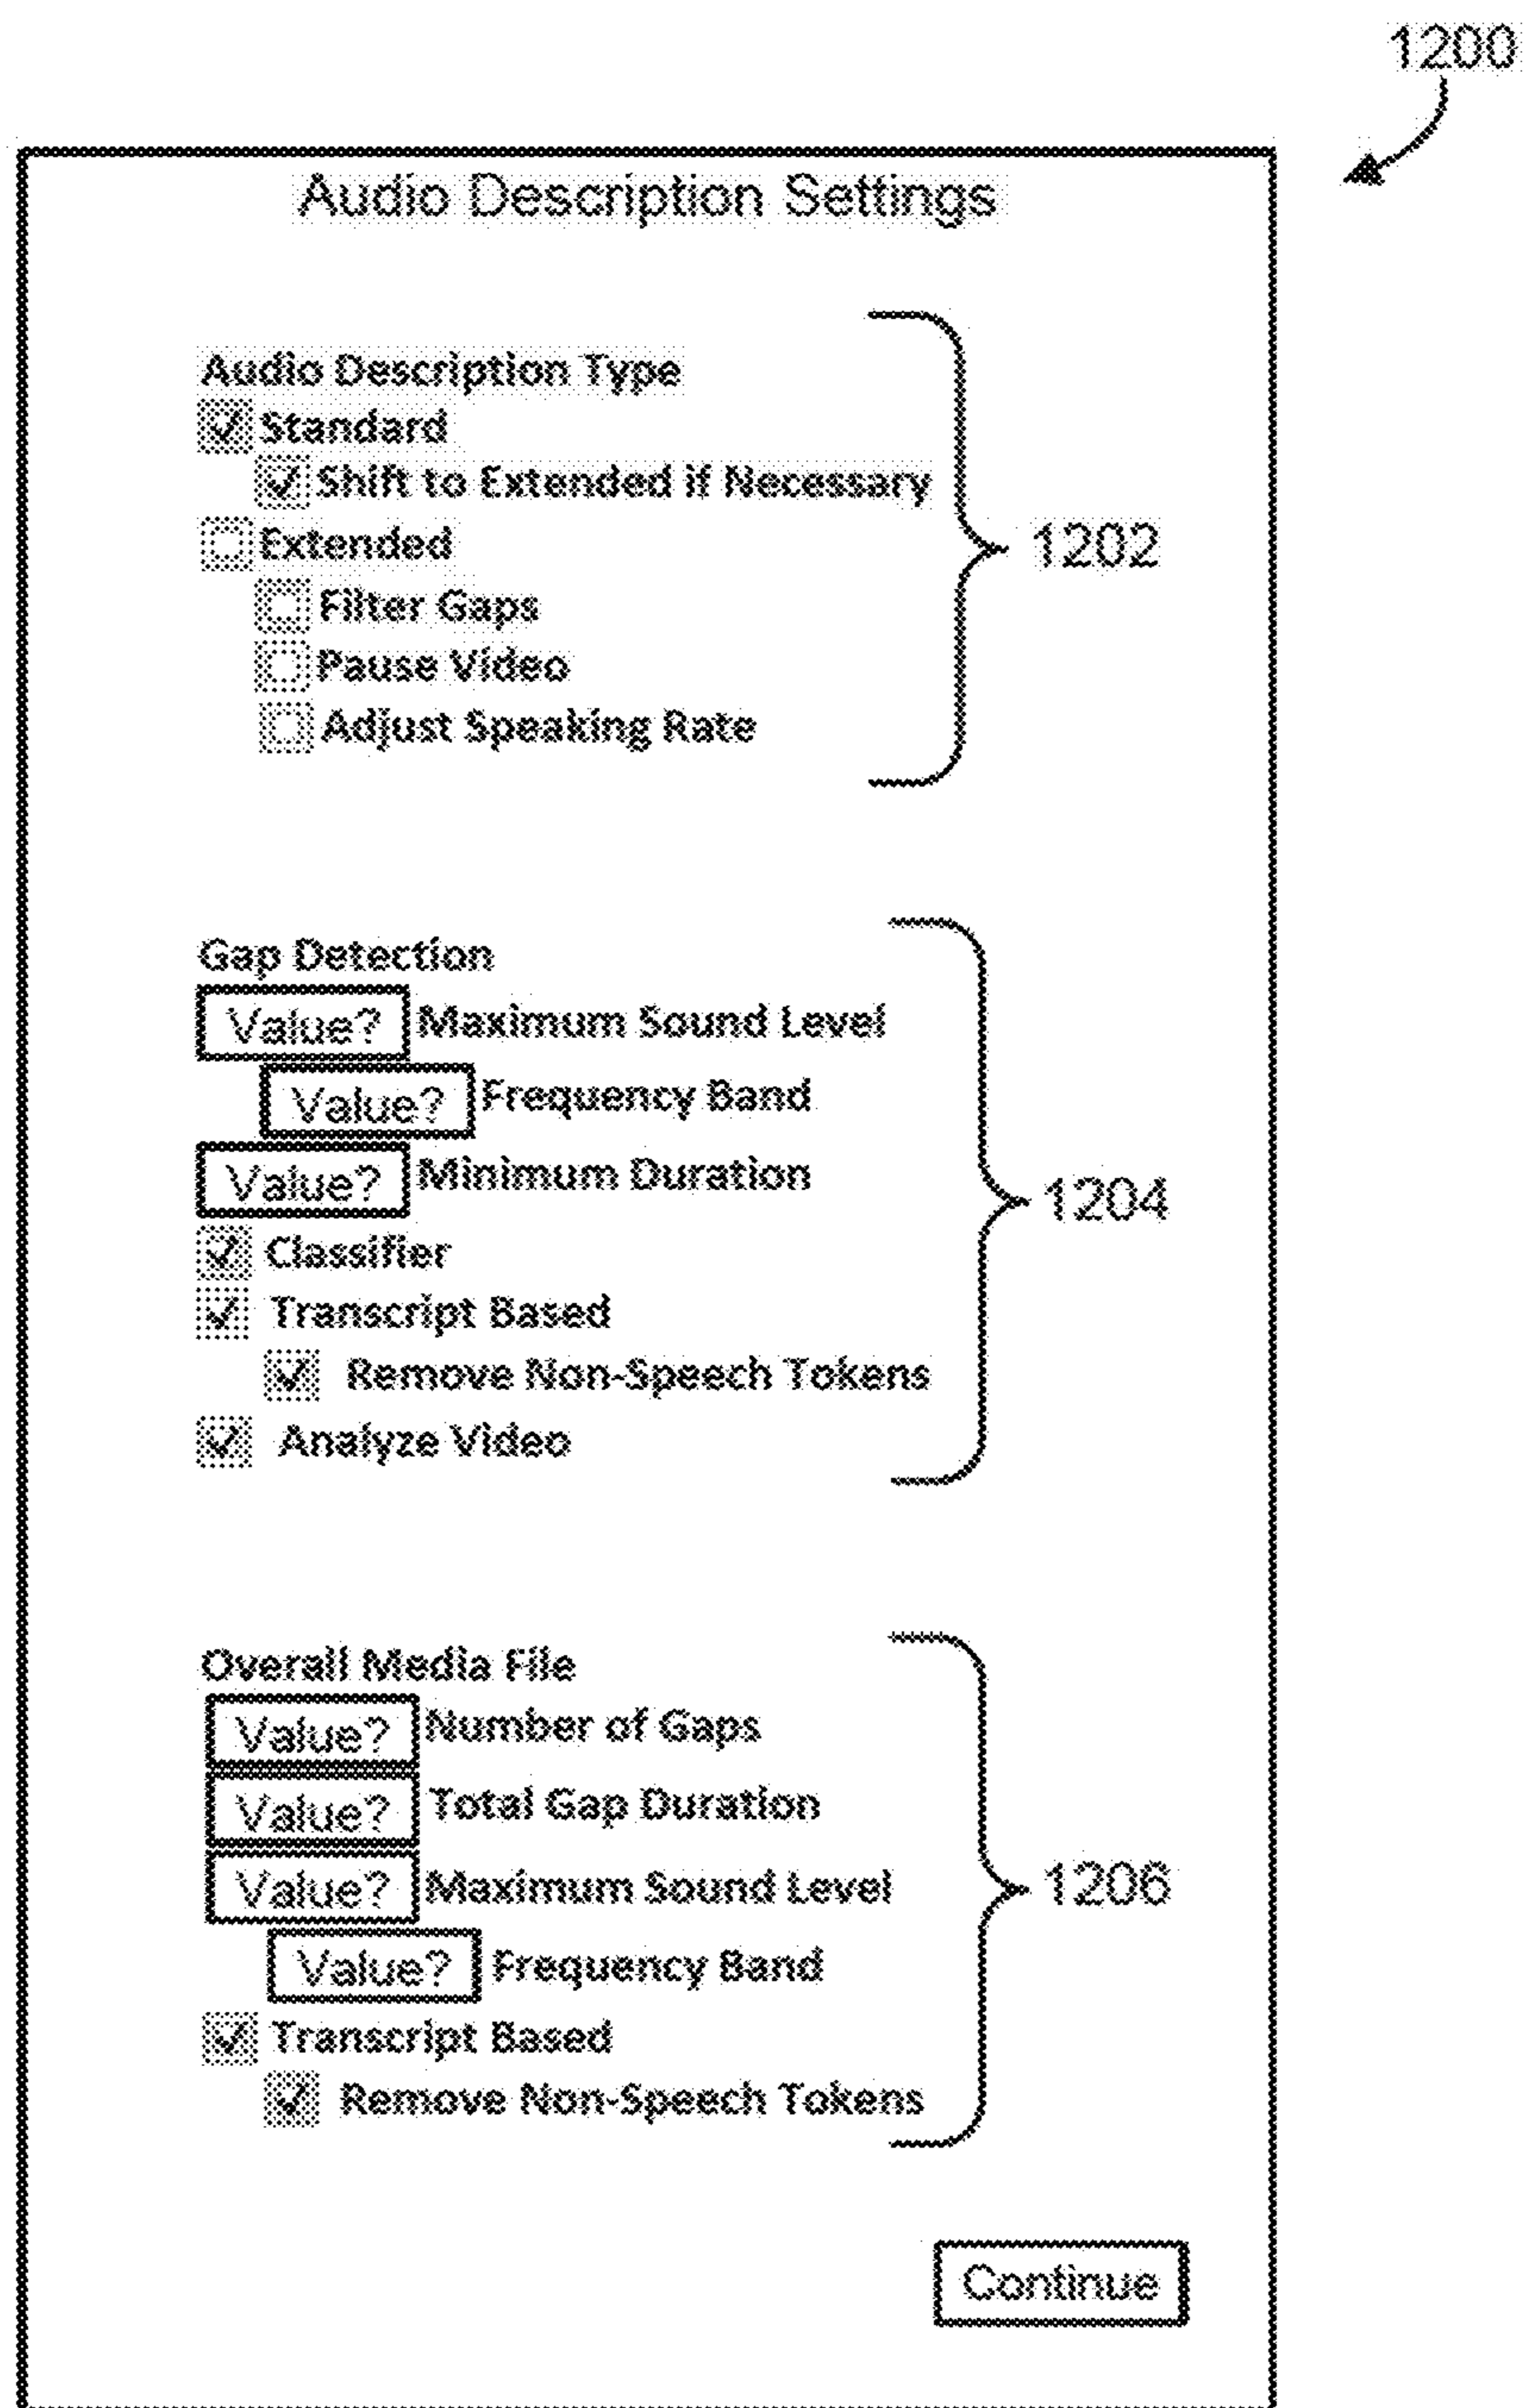 1200
Audio Description Settings
Audio Description Type
Standard
Shift to Extended if Necessary
Extended
1202
Filter Gaps
Pause Video
Adjust Speaking Rate
Gap Detection
Value? Maximum Sound Level
Value? Frequency Band
Value? Minimum Duration
1204
Classifier
Transcript Based
Remove Non-Speech Tokens
Analyze Video
Overall Media File
Value? Number of Gaps
Value? Total Gap Duration
Value? Maximum Sound Level
1206
Value? Frequency Band
Transcript Based
Remove Non-Speech Tokens
Continue